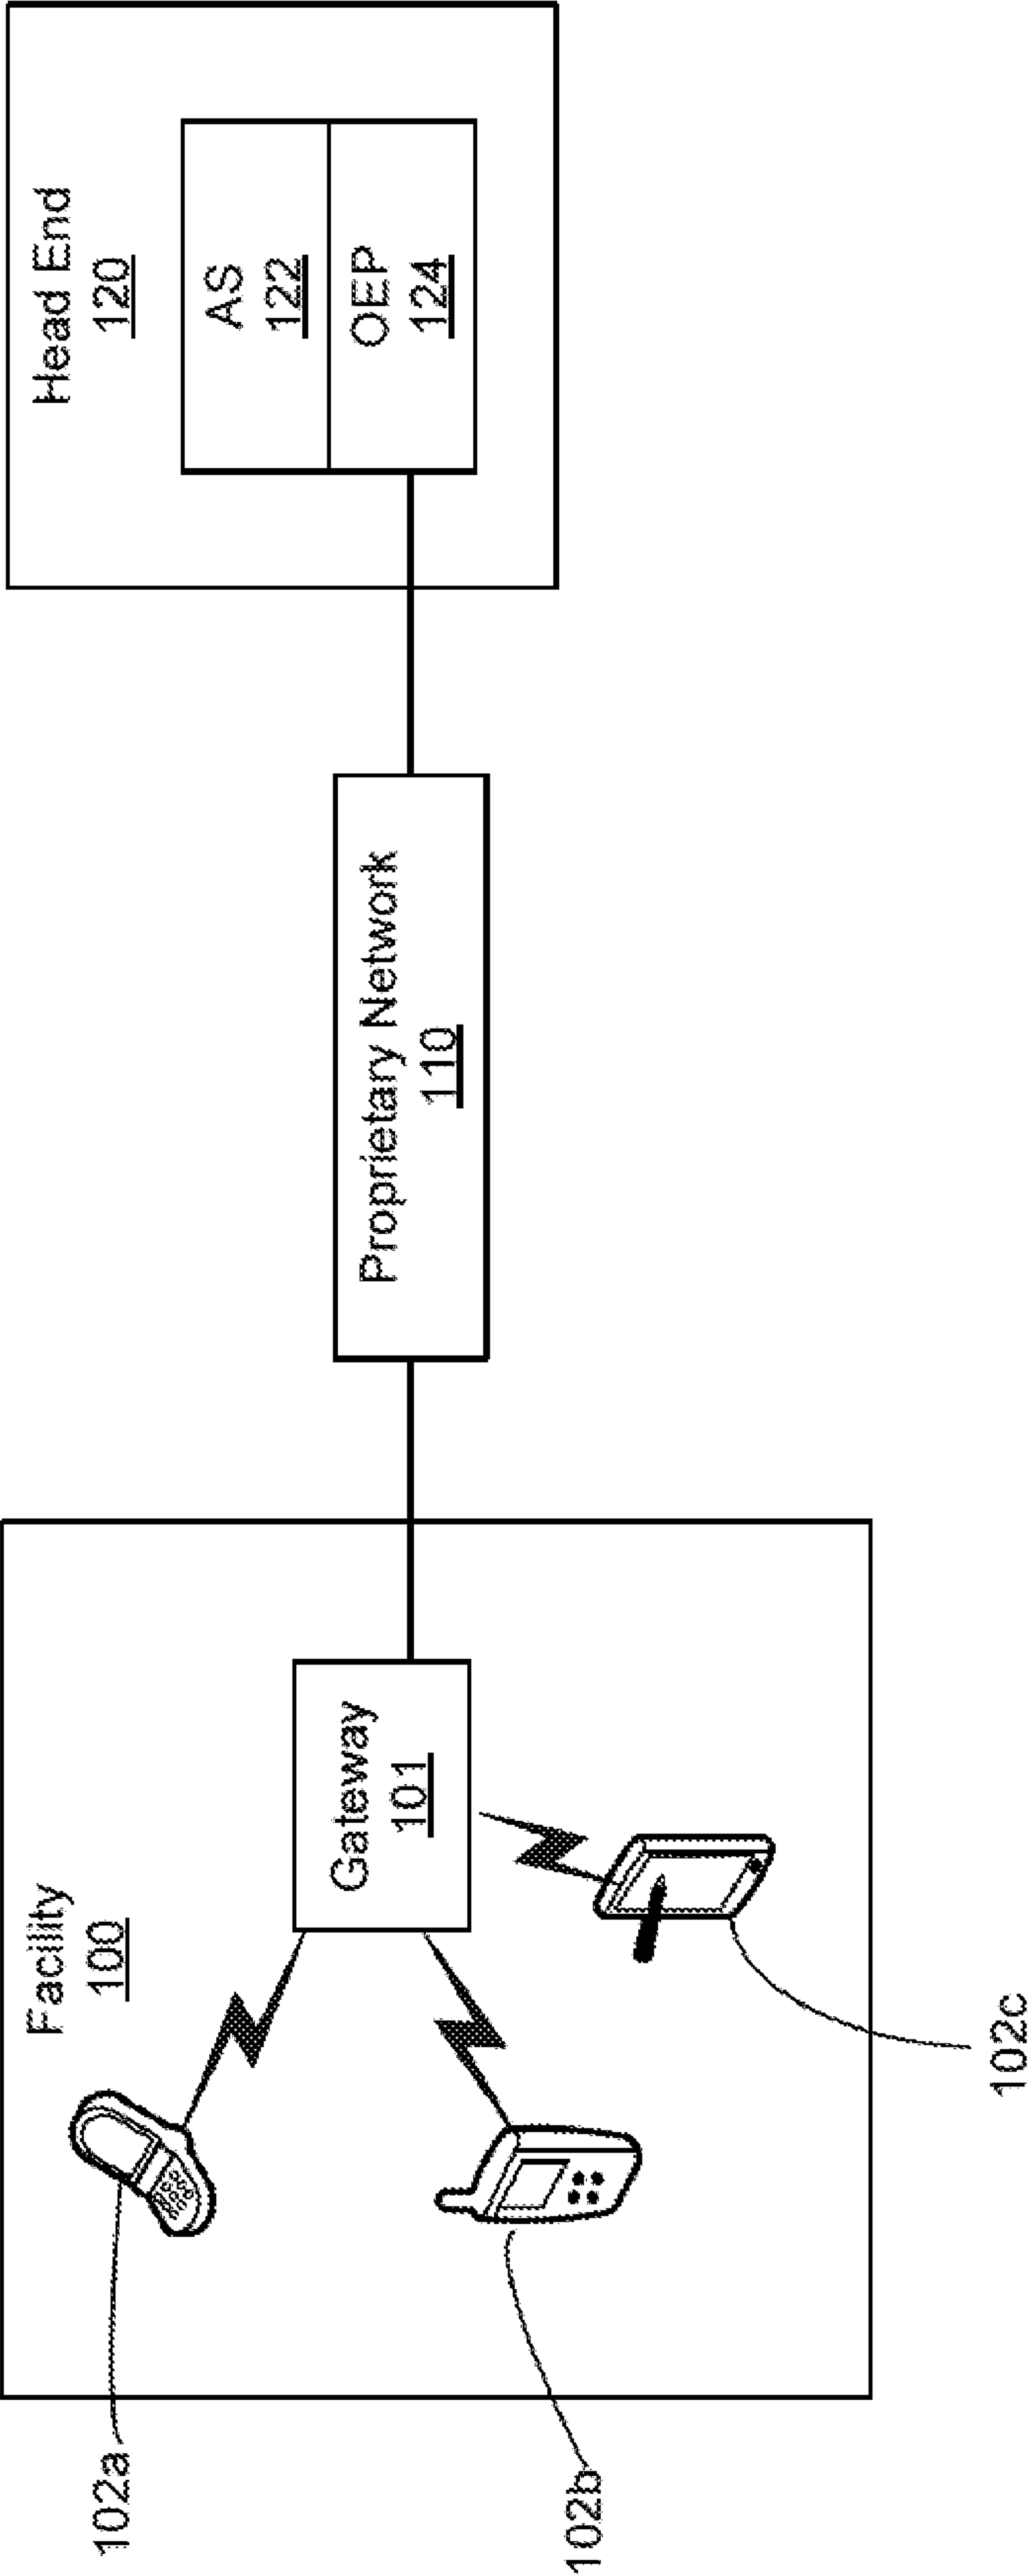 Facility
100
102a
102b
102c
Gateway
101
Proprietary Network
110
Head End
120
AS
122
OEP
124